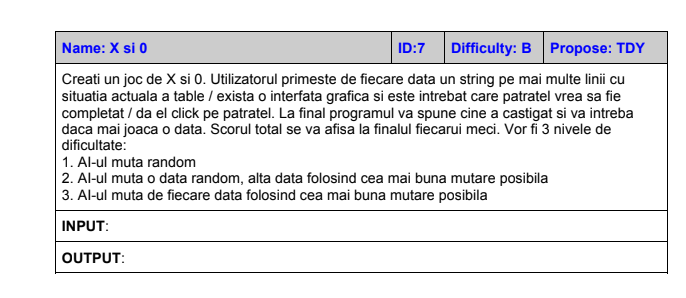 Name: X si 0 ID:7 Difficulty: B Propose: TDY
Creati un joc de X si 0. Utilizatorul primeste de fiecare data un string pe mai multe linii cu
situatia actuala a table / exista o interfata grafica si este intrebat care patratel vrea sa fie
completat / da el click pe patratel. La final programul va spune cine a castigat si va intreba
daca mai joaca o data. Scorul total se va afisa la finalul fiecarui meci. Vor fi 3 nivele de
dificultate:
1. AI-ul muta random
2. AI-ul muta o data random, alta data folosind cea mai buna mutare posibila
3. AI-ul muta de fiecare data folosind cea mai buna mutare posibila
INPUT:
OUTPUT: